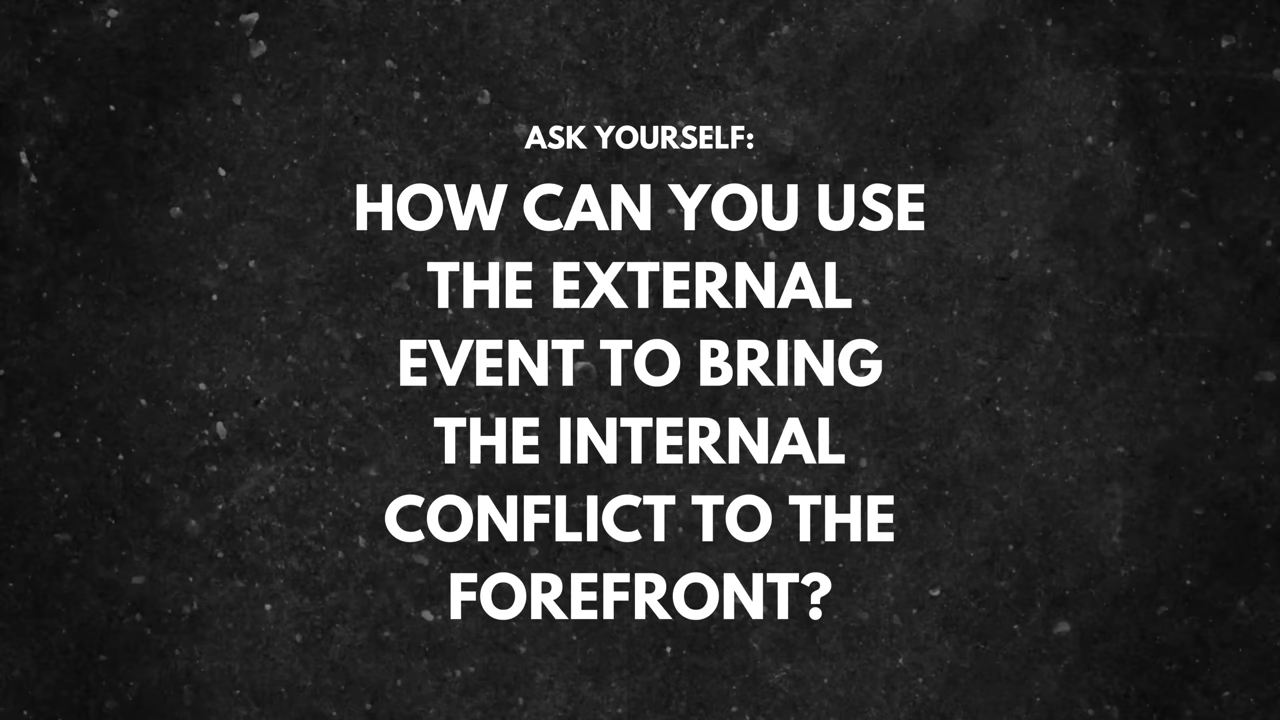 ASK YOURSELF:
HOW CAN YOU USE
THE EXTERNAL
EVENT TO BRING
THE INTERNAL
CONFLICT TO THE
FOREFRONT?